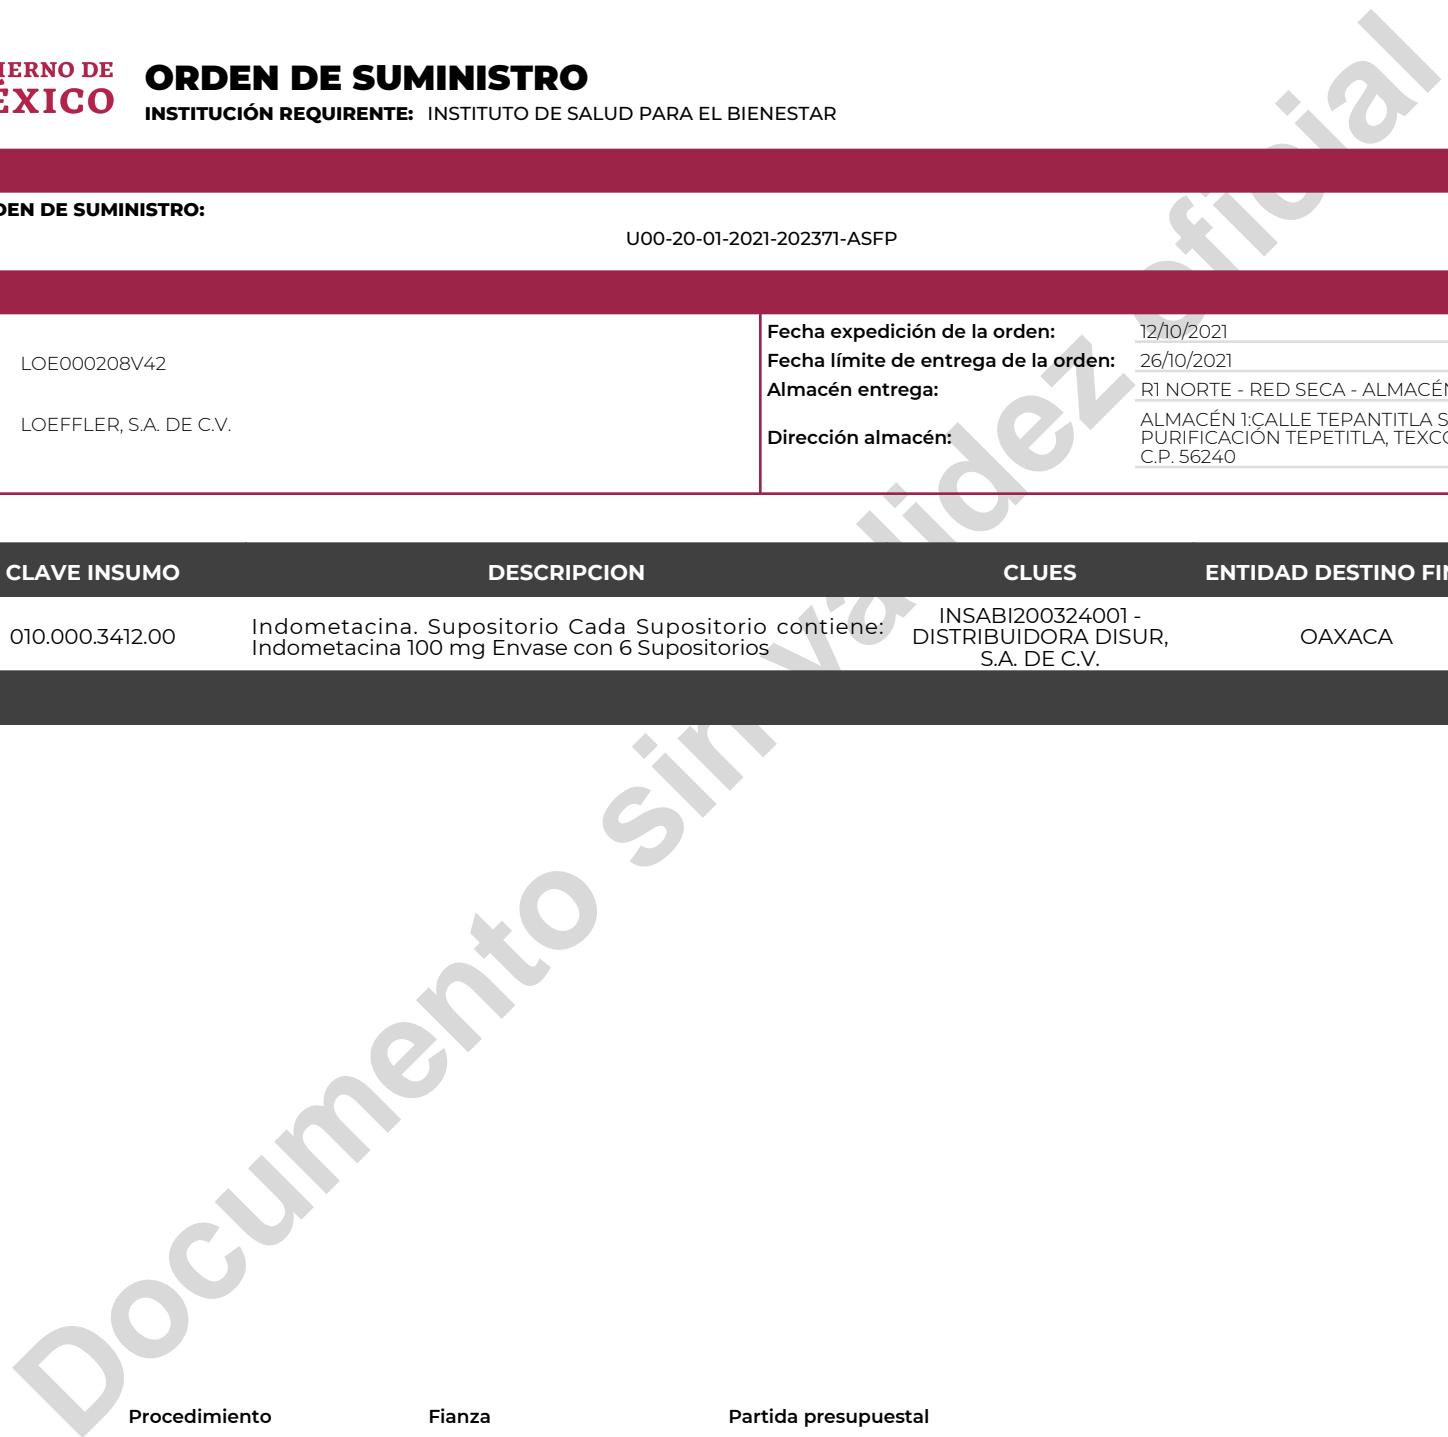 IERNO DE
ÉXICO
ORDEN DE SUMINISTRO
INSTITUCIÓN REQUIRENTE: INSTITUTO DE SALUD PARA EL BIENESTAR
DEN DE SUMINISTRO:
U00-20-01-2021-202371-ASFP
LOE000208V42
LOEFFLER, S.A. DE C.V.
Fecha expedición de la orden: 12/10/2021
Fecha límite de entrega de la orden: 26/10/2021
Almacén entrega: R1 NORTE - RED SECA - ALMACÉN
Dirección almacén:
ALMACÉN 1:CALLE TEPANTITLA S
PURIFICACIÓN TEPETITLA, TEXCO
C.P. 56240
CLAVE INSUMO DESCRIPCION CLUES ENTIDAD DESTINO FIN
010.000.3412.00
Indometacina. Supositorio Cada Supositorio contiene:
Indometacina 100 mg Envase con 6 Supositorios
INSABI200324001 -
DISTRIBUIDORA DISUR,
S.A. DE C.V.
OAXACA
Documento sin validez oficial
Procedimiento Fianza Partida presupuestal